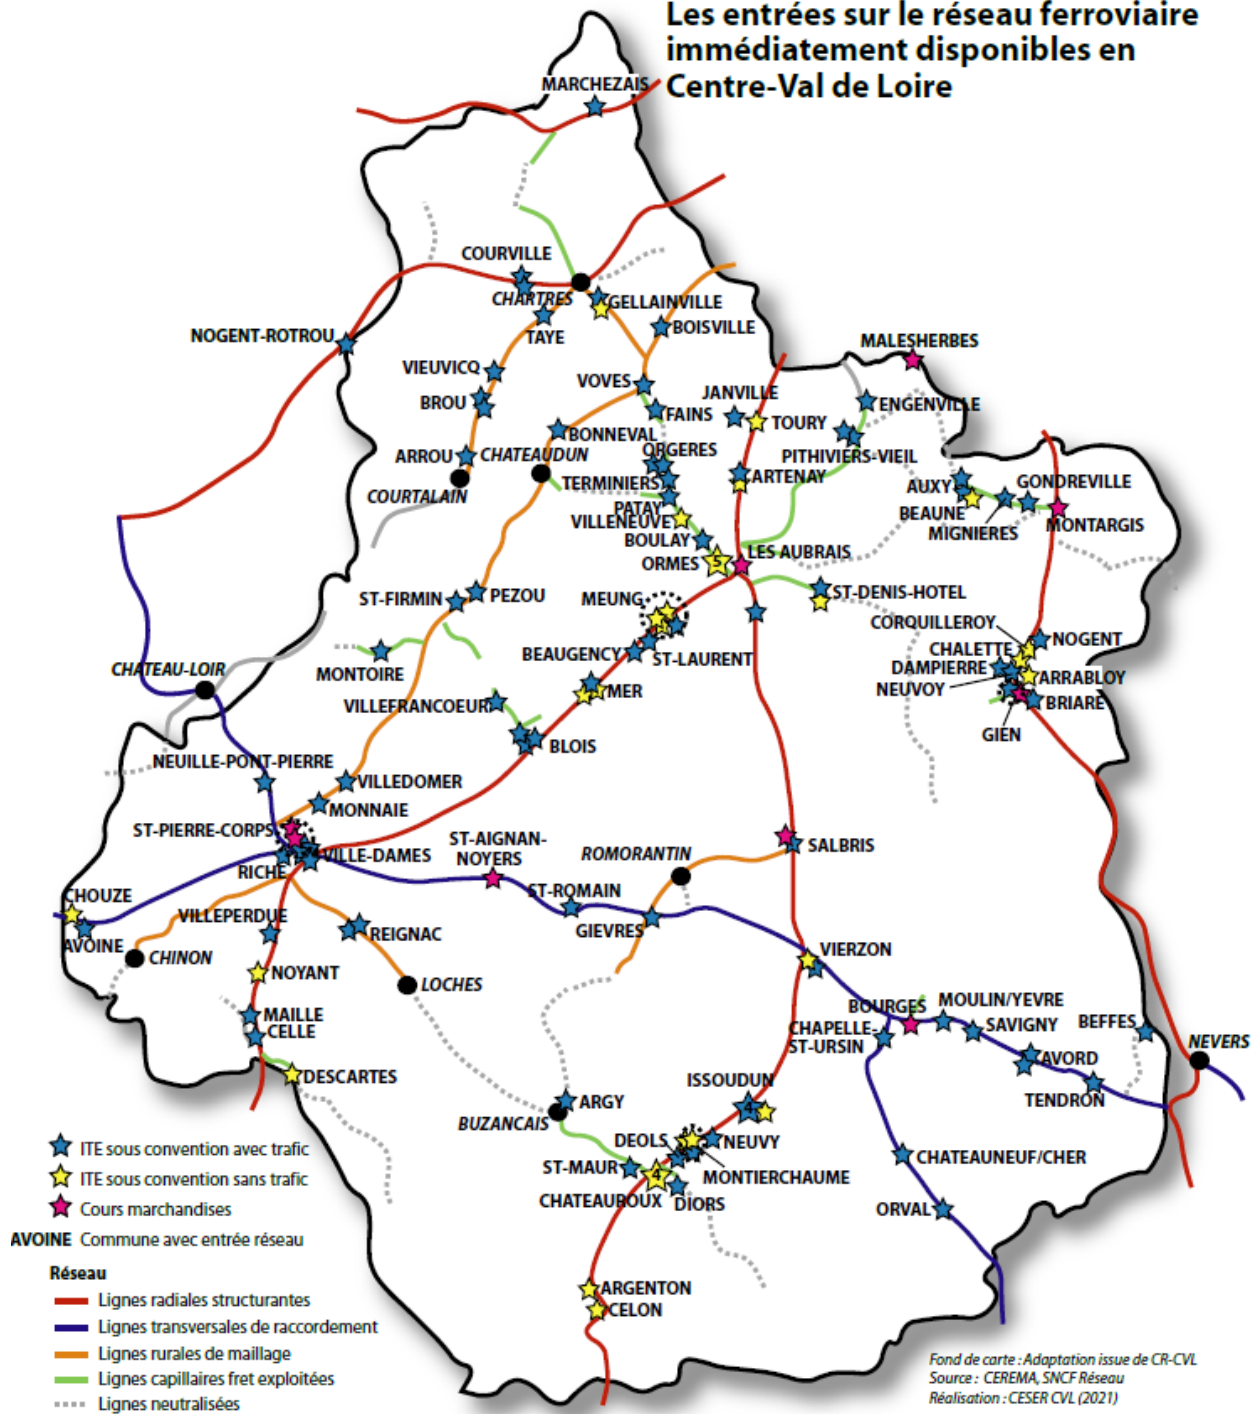 Les entrées sur le réseau ferroviaire
immédiatement disponibles en
Centre-Val de Loire
MARCHEZAIS
COURVILLE
CHARTRES
GELLAINVILLE
BOISVILLE
TAYE
NOGENT-ROTROU
MALESHERBES
VIEUVICQ
VOVES
JANVILLE
BROU
FAINS
TOURY
ENGENVILLE
BONNEVAL
ORGERES
PITHIVIERS-VIEIL
ARROU
CHATEAUDUN
ARTENAY
COURTALAIN
TERMINIERS
AUXY
GONDREVILLE
PATAY
BEAUNE
VILLENEUVE
MIGNIERES
MONTARGIS
BOULAY
ORMES
5
LES AUBRAIS
ST-FIRMIN
PEZOU
MEUNG
ST-DENIS-HOTEL
CORQUILLEROY
NOGENT
CHALETTE
BEAUGENCY
ST-LAURENT
DAMPIERRE
ARRABLOY
MONTOIRE
NEUVOY
BRIARE
CHATEAU-LOIR
MER
VILLEFRANCOEUR
GIEN
BLOIS
NEUILLE-PONT-PIERRE
VILLEDOMER
MONNAIE
ST-PIERRE-CORPS
ST-AIGNAN-
NOYERS
ROMORANTIN
SALBRIS
VILLE-DAMES
RICHE
CHOUZE
ST-ROMAIN
VILLEPERDUE
GIEVRES
AVOINE
REIGNAC
VIERZON
CHINON
NOYANT
LOCHES
MAILLE
BOURGES
MOULIN/YEVRE
CELLE
CHAPELLE-
ST-URSIN
SAVIGNY
BEFFES
NEVERS
AVORD
DESCARTES
ISSOUDUN
4
TENDRON
ARGY
BUZANCAIS
DEOLS
NEUVY
ST-MAUR
4
MONTIERCHAUME
CHATEAUROUX
DIORS
CHATEAUNEUF/CHER
ORVAL
ARGENTON
CELON
ITE sous convention avec trafic
ITE sous convention sans trafic
Cours marchandises
AVOINE Commune avec entrée réseau
Réseau
Lignes radiales structurantes
Lignes transversales de raccordement
Lignes rurales de maillage
Lignes capillaires fret exploitées
Lignes neutralisées
Fond de carte : Adaptation issue de CR-CVL
Source : CEREMA, SNCF Réseau
Réalisation : CESER CVL (2021)